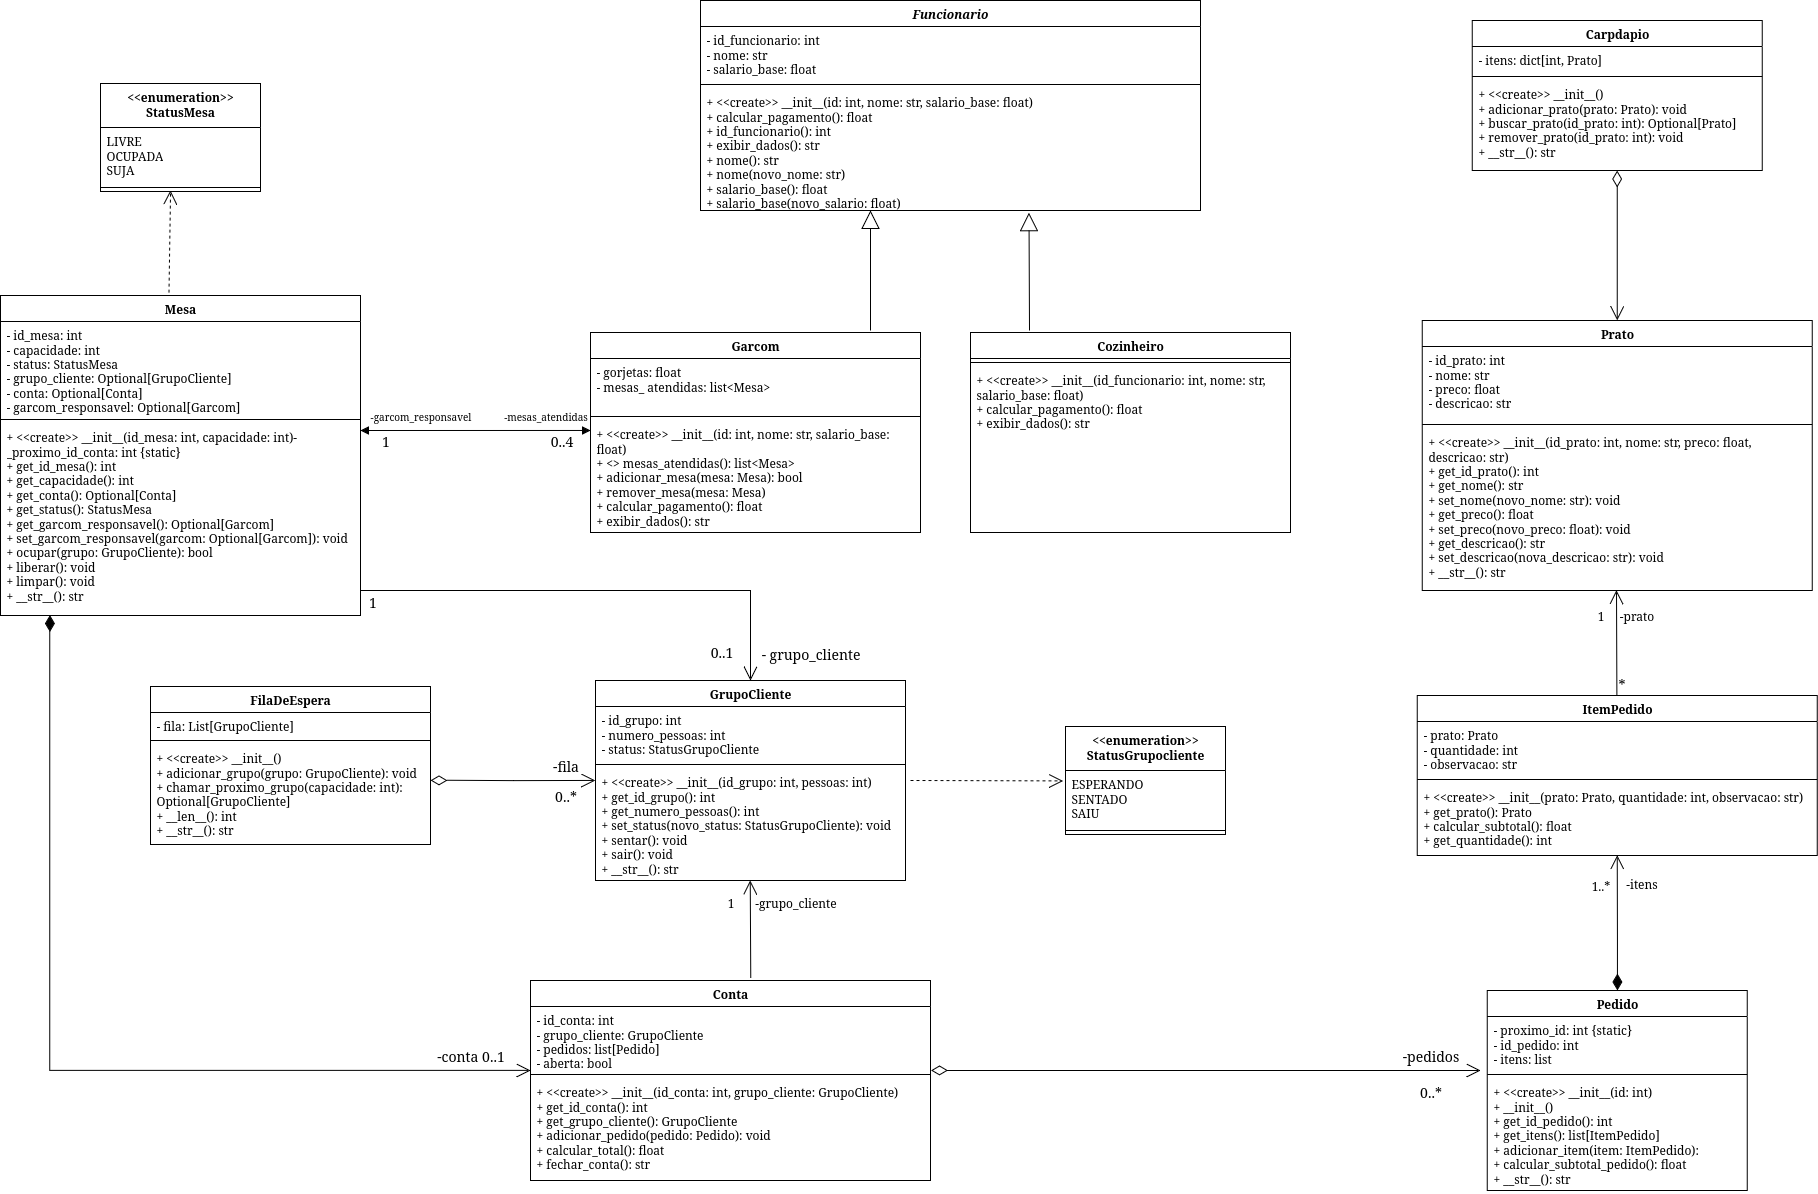 Funcionario
- id_funcionario: int
- nome: str
- salario_base: float
+ <<create>> __init__(id: int, nome: str, salario_base: float)
+ calcular_pagamento(): float
+ id_funcionario(): int
+ exibir_dados(): str
+ nome(): str
+ nome(novo_nome: str)
+ salario_base(): float
+ salario_base(novo_salario: float)
Carpdapio
- itens: dict[int, Prato]
+ <<create>> __init__()
+ adicionar_prato(prato: Prato): void
+ buscar_prato(id_prato: int): Optional[Prato]
+ remover_prato(id_prato: int): void
+ __str__(): str
<<enumeration>>
StatusMesa
LIVRE
OCUPADA
SUJA
Mesa
- id_mesa: int
- capacidade: int
- status: StatusMesa
- grupo_cliente: Optional[GrupoCliente]
- conta: Optional[Conta]
- garcom_responsavel: Optional[Garcom]
+ <<create>> __init__(id_mesa: int, capacidade: int)-
_proximo_id_conta: int {static}
+ get_id_mesa(): int
+ get_capacidade(): int
+ get_conta(): Optional[Conta]
+ get_status(): StatusMesa
+ get_garcom_responsavel(): Optional[Garcom]
+ set_garcom_responsavel(garcom: Optional[Garcom]): void
+ ocupar(grupo: GrupoCliente): bool
+ liberar(): void
+ limpar(): void
+ __str__(): str
-garcom_responsavel
1
-mesas_atendidas
0..4
Garcom
- gorjetas: float
- mesas_ atendidas: list<Mesa>
+ <<create>> __init__(id: int, nome: str, salario_base:
float)
+ <> mesas_atendidas(): list<Mesa>
+ adicionar_mesa(mesa: Mesa): bool
+ remover_mesa(mesa: Mesa)
+ calcular_pagamento(): float
+ exibir_dados(): str
Cozinheiro
+ <<create>> __init__(id_funcionario: int, nome: str,
salario_base: float)
+ calcular_pagamento(): float
+ exibir_dados(): str
Prato
- id_prato: int
- nome: str
- preco: float
- descricao: str
+ <<create>> __init__(id_prato: int, nome: str, preco: float,
descricao: str)
+ get_id_prato(): int
+ get_nome(): str
+ set_nome(novo_nome: str): void
+ get_preco(): float
+ set_preco(novo_preco: float): void
+ get_descricao(): str
+ set_descricao(nova_descricao: str): void
+ __str__(): str
1
0..1
- grupo_cliente
1
-prato
*
FilaDeEspera
- fila: List[GrupoCliente]
+ <<create>> __init__()
+ adicionar_grupo(grupo: GrupoCliente): void
+ chamar_proximo_grupo(capacidade: int):
Optional[GrupoCliente]
+ __len__(): int
+ __str__(): str
-fila
0..*
GrupoCliente
- id_grupo: int
- numero_pessoas: int
- status: StatusGrupoCliente
+ <<create>> __init__(id_grupo: int, pessoas: int)
+ get_id_grupo(): int
+ get_numero_pessoas(): int
+ set_status(novo_status: StatusGrupoCliente): void
+ sentar(): void
+ sair(): void
+ __str__(): str
<<enumeration>>
StatusGrupocliente
ESPERANDO
SENTADO
SAIU
ItemPedido
- prato: Prato
- quantidade: int
- observacao: str
+ <<create>> __init__(prato: Prato, quantidade: int, observacao: str)
+ get_prato(): Prato
+ calcular_subtotal(): float
+ get_quantidade(): int
1
-grupo_cliente
1..*
-itens
-conta 0..1
Conta
- id_conta: int
- grupo_cliente: GrupoCliente
- pedidos: list[Pedido]
- aberta: bool
+ <<create>> __init__(id_conta: int, grupo_cliente: GrupoCliente)
+ get_id_conta(): int
+ get_grupo_cliente(): GrupoCliente
+ adicionar_pedido(pedido: Pedido): void
+ calcular_total(): float
+ fechar_conta(): str
-pedidos
0..*
Pedido
- proximo_id: int {static}
- id_pedido: int
- itens: list
+ <<create>> __init__(id: int)
+ __init__()
+ get_id_pedido(): int
+ get_itens(): list[ItemPedido]
+ adicionar_item(item: ItemPedido):
+ calcular_subtotal_pedido(): float
+ __str__(): str